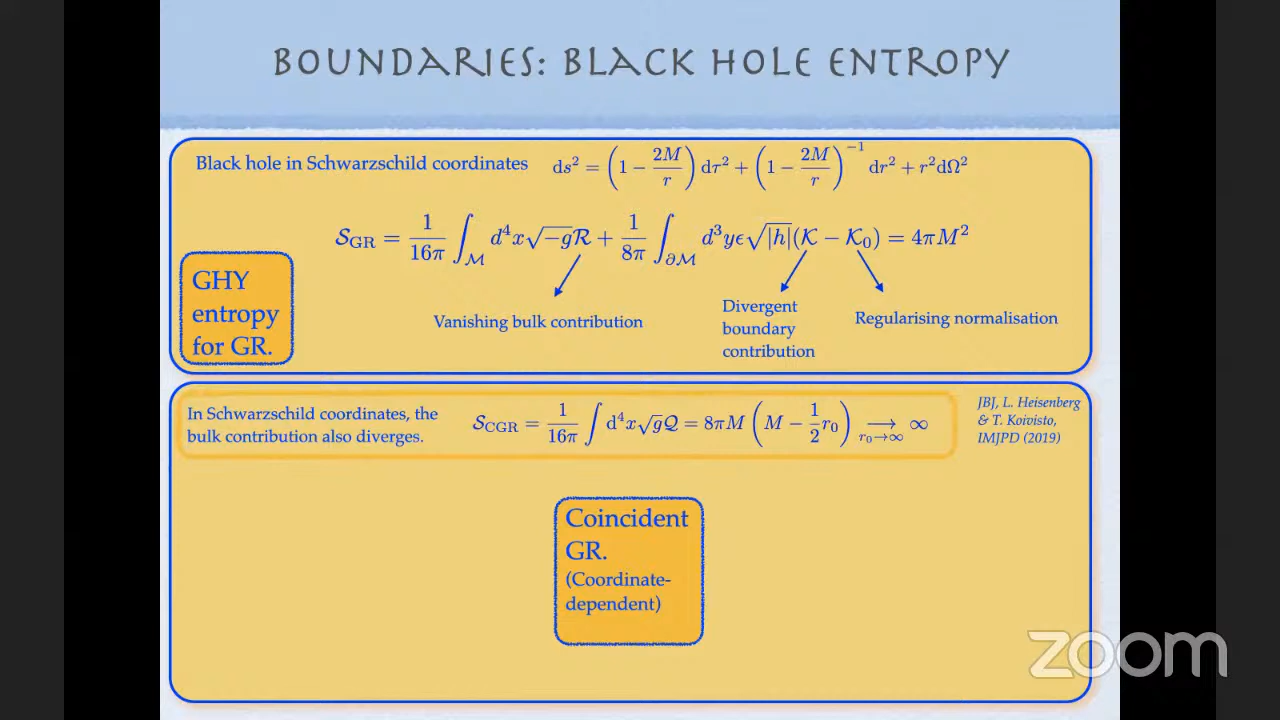 BOUNDARIES: BLACK HOLE ENTROPY
Black hole in Schwarzschild coordinates ds² = (1 − 2M/r) dτ² + (1 − 2M/r)⁻¹ dr² + r²dΩ²
𝒮_GR = 1/16π ∫_ℳ d⁴x√−g ℛ + 1/8π ∫_∂ℳ d³yϵ√|h|(𝒦 − 𝒦₀) = 4πM²
GHY
entropy
for GR.
Vanishing bulk contribution
Divergent
boundary
contribution
Regularising normalisation
In Schwarzschild coordinates, the
bulk contribution also diverges.
𝒮_CGR = 1/16π ∫ d⁴x√g 𝒬 = 8πM (M − 1/2 r₀) ⟶_{r₀→∞} ∞
JBJ, L. Heisenberg
& T. Koivisto,
IMJPD (2019)
Coincident
GR.
(Coordinate-
dependent)
zoom